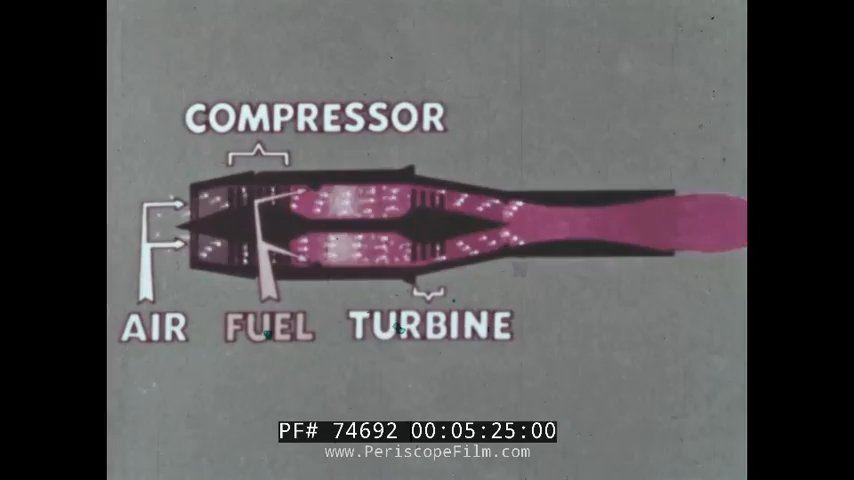 COMPRESSOR
AIR FUEL TURBINE
PF# 74692 00:05:25:00
www.PeriscopeFilm.com